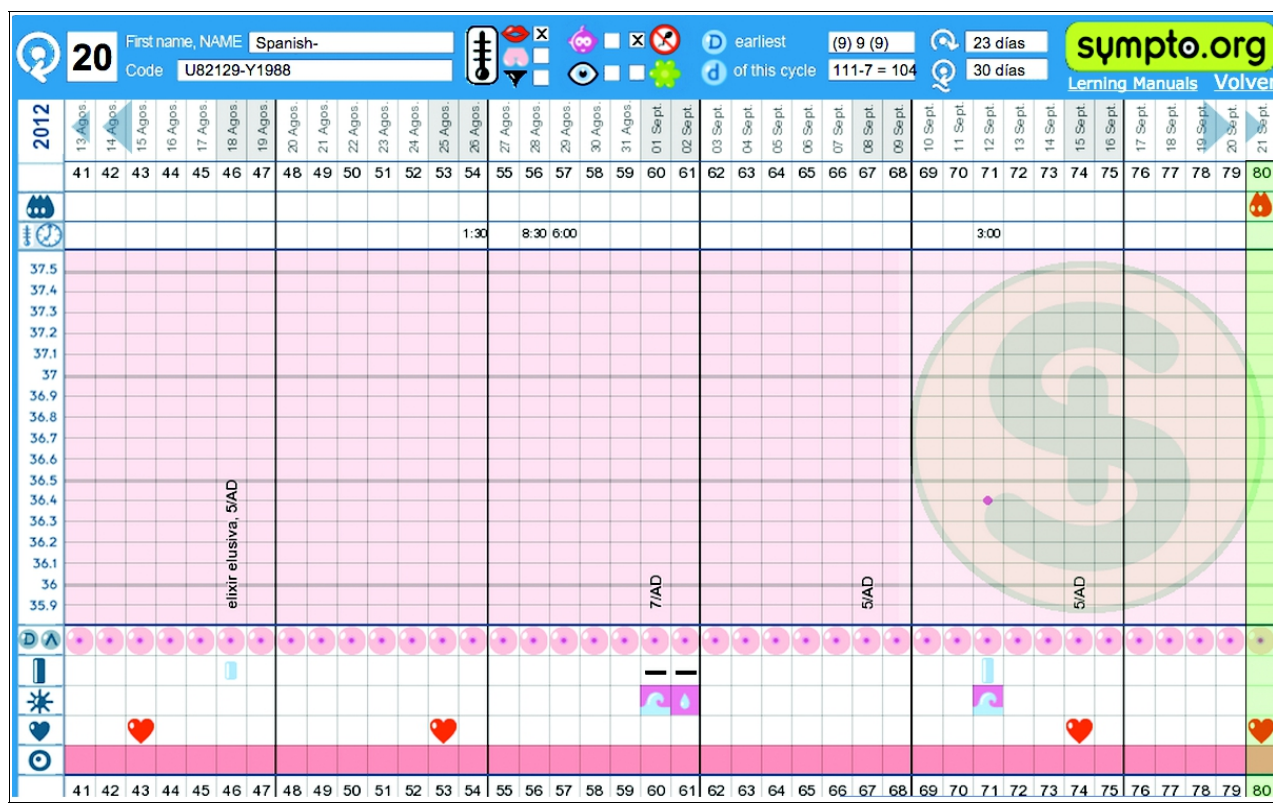 20 First name, NAME Spanish- X X D earliest (9) 9 (9) 23 días sympto.org
Code U82129-Y1988 d of this cycle 111-7 = 104 30 días Lerning Manuals Volver
2012 13 Agos. 14 Agos. 15 Agos. 16 Agos. 17 Agos. 18 Agos. 19 Agos. 20 Agos. 21 Agos. 22 Agos. 23 Agos. 24 Agos. 25 Agos. 26 Agos. 27 Agos. 28 Agos. 29 Agos. 30 Agos. 31 Agos. 01 Sept. 02 Sept. 03 Sept. 04 Sept. 05 Sept. 06 Sept. 07 Sept. 08 Sept. 09 Sept. 10 Sept. 11 Sept. 12 Sept. 13 Sept. 14 Sept. 15 Sept. 16 Sept. 17 Sept. 18 Sept. 19 Sept. 20 Sept. 21 Sept.
41 42 43 44 45 46 47 48 49 50 51 52 53 54 55 56 57 58 59 60 61 62 63 64 65 66 67 68 69 70 71 72 73 74 75 76 77 78 79 80
1:30 8:30 6:00 3:00
37.5
37.4
37.3
37.2
37.1
37
36.9
36.8
36.7
36.6
36.5
36.4
36.3
36.2
36.1
36
35.9
elixir elusiva, 5/AD
7/AD
5/AD
5/AD
D
41 42 43 44 45 46 47 48 49 50 51 52 53 54 55 56 57 58 59 60 61 62 63 64 65 66 67 68 69 70 71 72 73 74 75 76 77 78 79 80